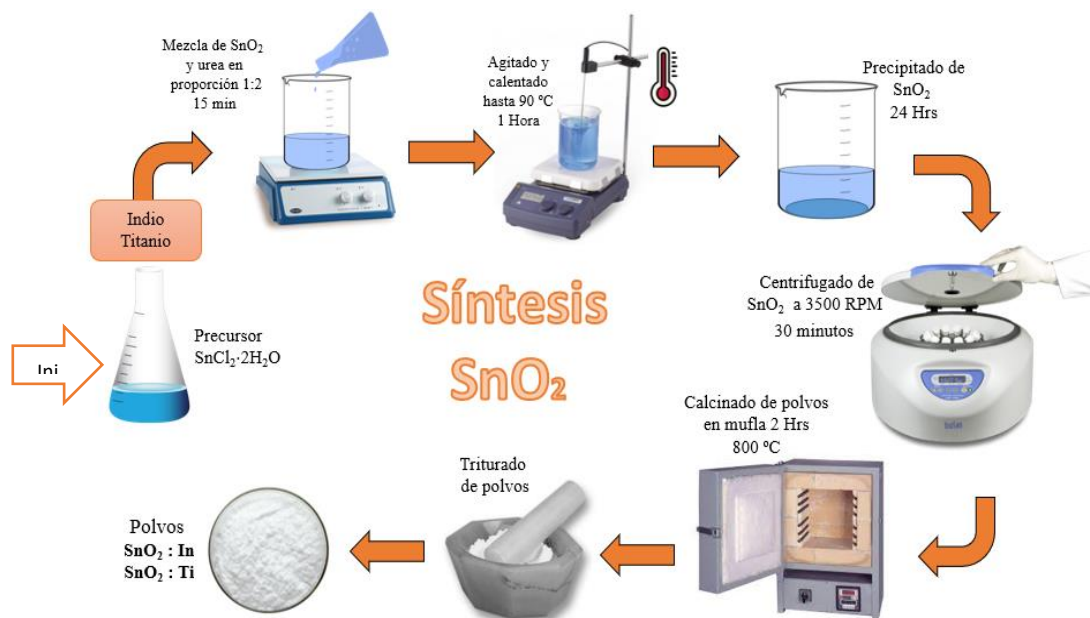 Ini
Precursor
SnCl₂·2H₂O
Indio
Titanio
Mezcla de SnO₂
y urea en
proporción 1:2
15 min
Agitado y
calentado
hasta 90 ºC
1 Hora
Precipitado de
SnO₂
24 Hrs
Centrifugado de
SnO₂ a 3500 RPM
30 minutos
Síntesis
SnO₂
Calcinado de polvos
en mufla 2 Hrs
800 ºC
Triturado
de polvos
Polvos
SnO₂ : In
SnO₂ : Ti